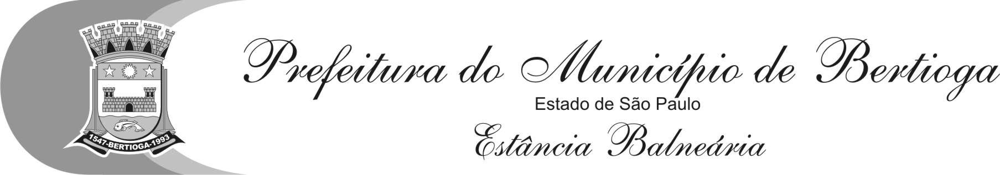 Prefeitura do Município de Bertioga
Estado de São Paulo
Estância Balneária
1547-BERTIOGA-1993